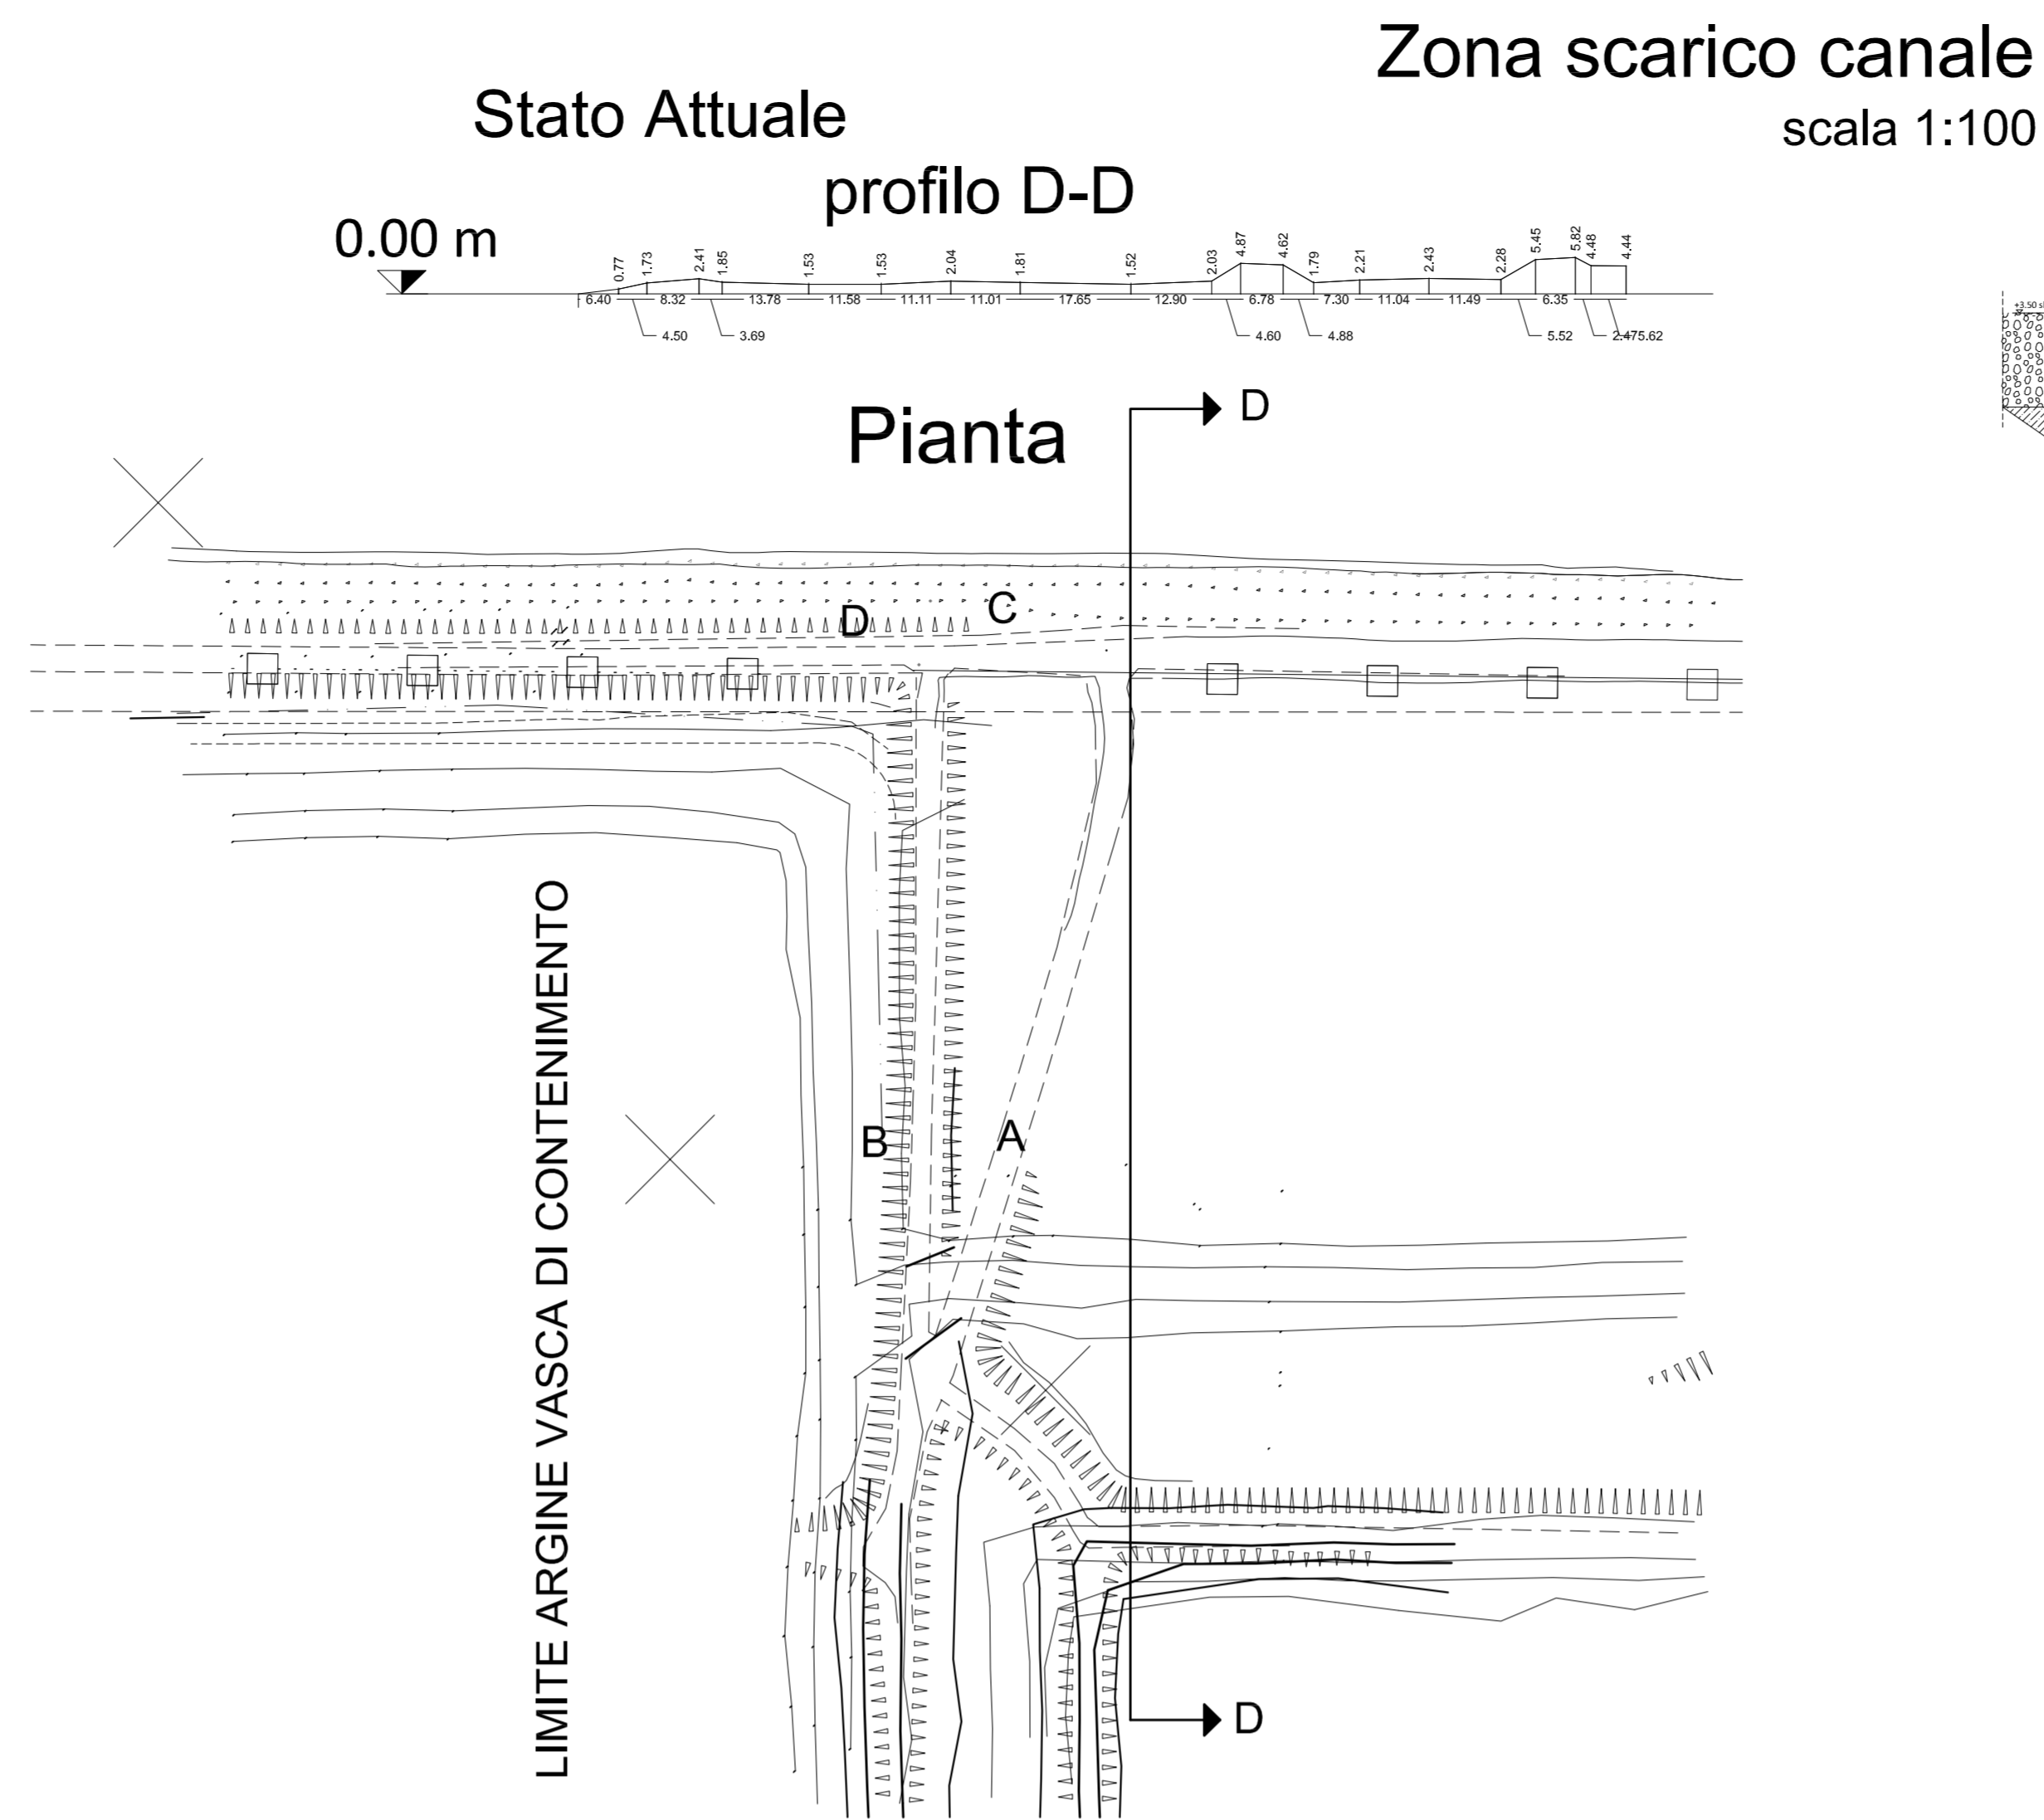 Zona scarico canale
scala 1:100
Stato Attuale
profilo D-D
0.00 m
0.77 1.73 2.41 1.85 1.53 1.53 2.04 1.81 1.52 2.03 4.87 4.62 1.79 2.21 2.43 2.28 5.45 5.82 4.48 4.44
6.40 8.32 13.78 11.58 11.11 11.01 17.65 12.90 6.78 7.30 11.04 11.49 6.35
4.50 3.69 4.60 4.88 5.52 2.47 5.62
+3.50
D
Pianta
D C
B A
LIMITE ARGINE VASCA DI CONTENIMENTO
D